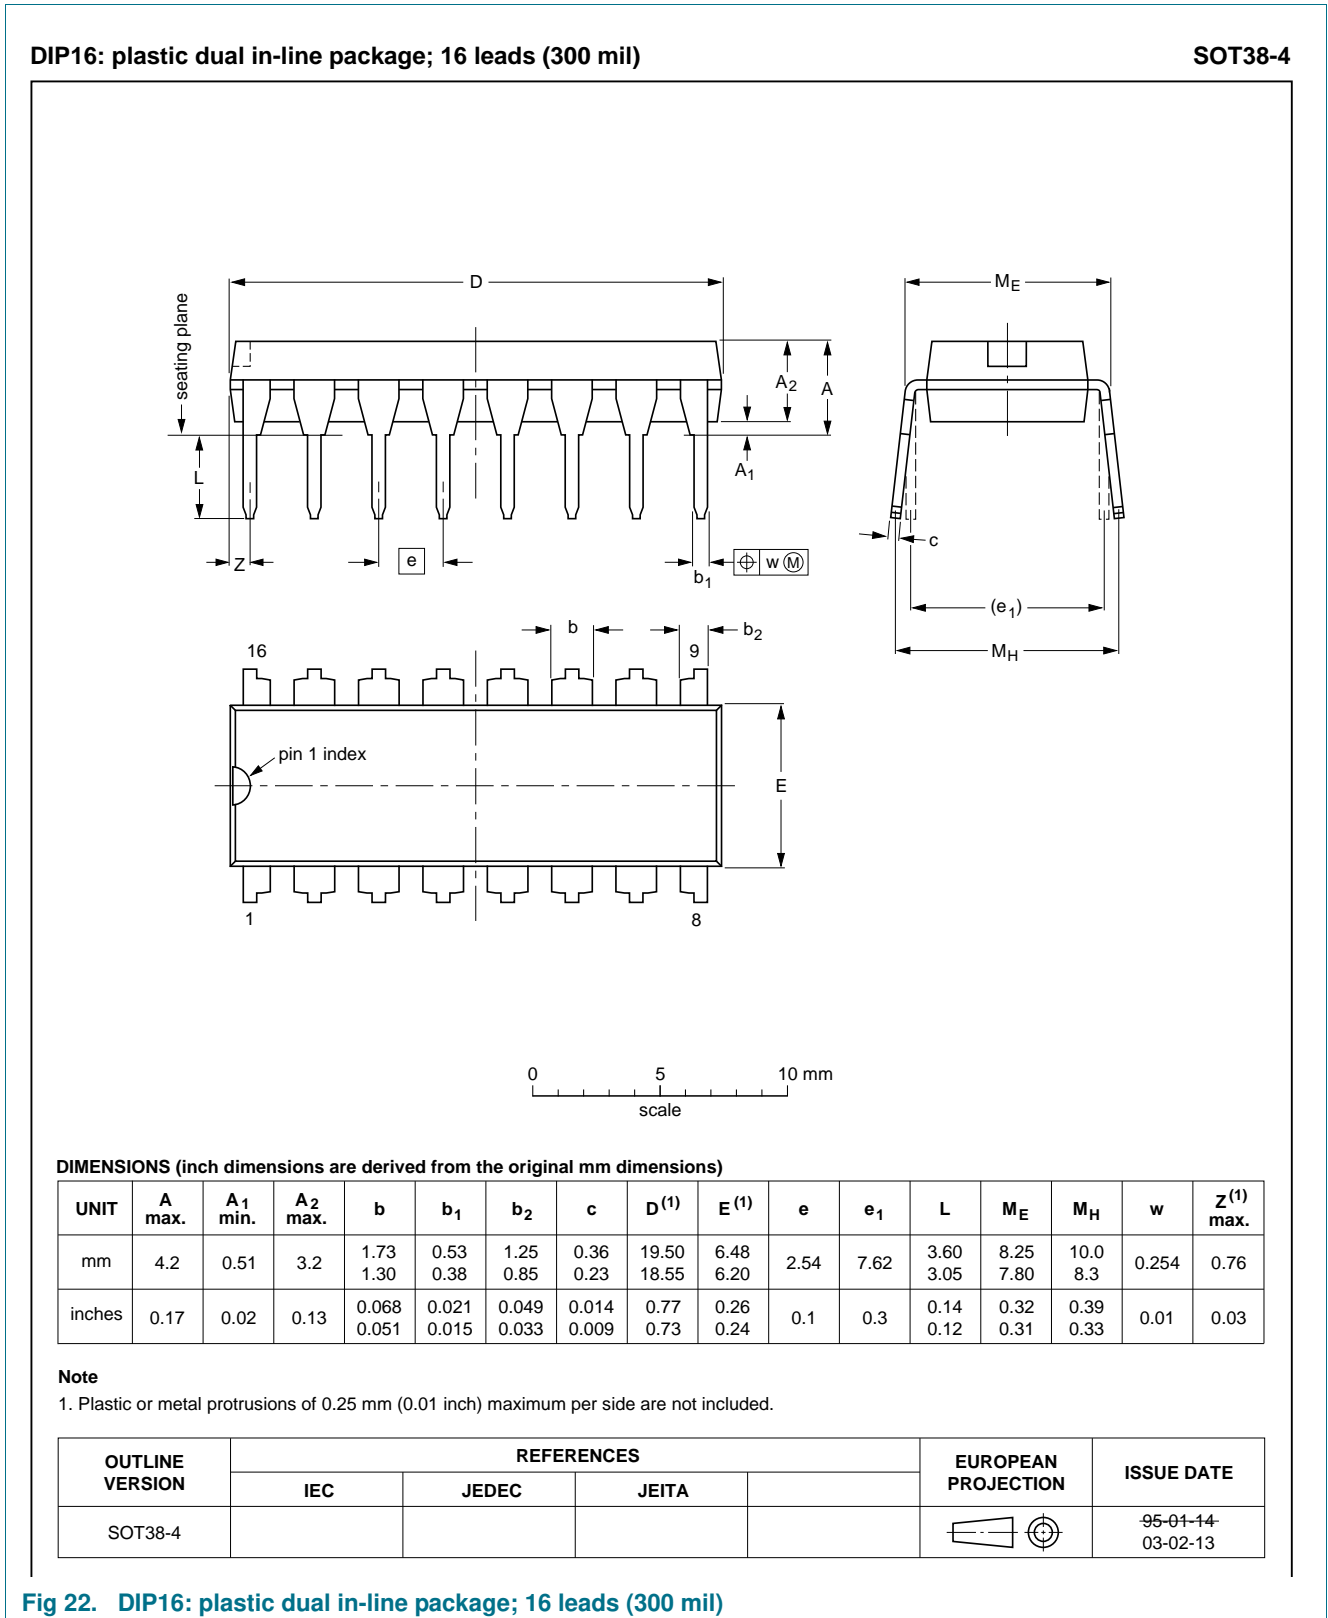 DIP16: plastic dual in-line package; 16 leads (300 mil) SOT38-4
D
ME
seating plane
A2
A
A1
L
Z
e
b1
w M
c
(e1)
MH
b
b2
16
9
pin 1 index
E
1
8
0 5 10 mm
scale
DIMENSIONS (inch dimensions are derived from the original mm dimensions)
UNIT A max. A1 min. A2 max. b b1 b2 c D(1) E(1) e e1 L ME MH w Z(1) max.
mm 4.2 0.51 3.2 1.73 1.30 0.53 0.38 1.25 0.85 0.36 0.23 19.50 18.55 6.48 6.20 2.54 7.62 3.60 3.05 8.25 7.80 10.0 8.3 0.254 0.76
inches 0.17 0.02 0.13 0.068 0.051 0.021 0.015 0.049 0.033 0.014 0.009 0.77 0.73 0.26 0.24 0.1 0.3 0.14 0.12 0.32 0.31 0.39 0.33 0.01 0.03
Note
1. Plastic or metal protrusions of 0.25 mm (0.01 inch) maximum per side are not included.
OUTLINE VERSION REFERENCES EUROPEAN PROJECTION ISSUE DATE
IEC JEDEC JEITA
SOT38-4 95-01-14
03-02-13
Fig 22. DIP16: plastic dual in-line package; 16 leads (300 mil)